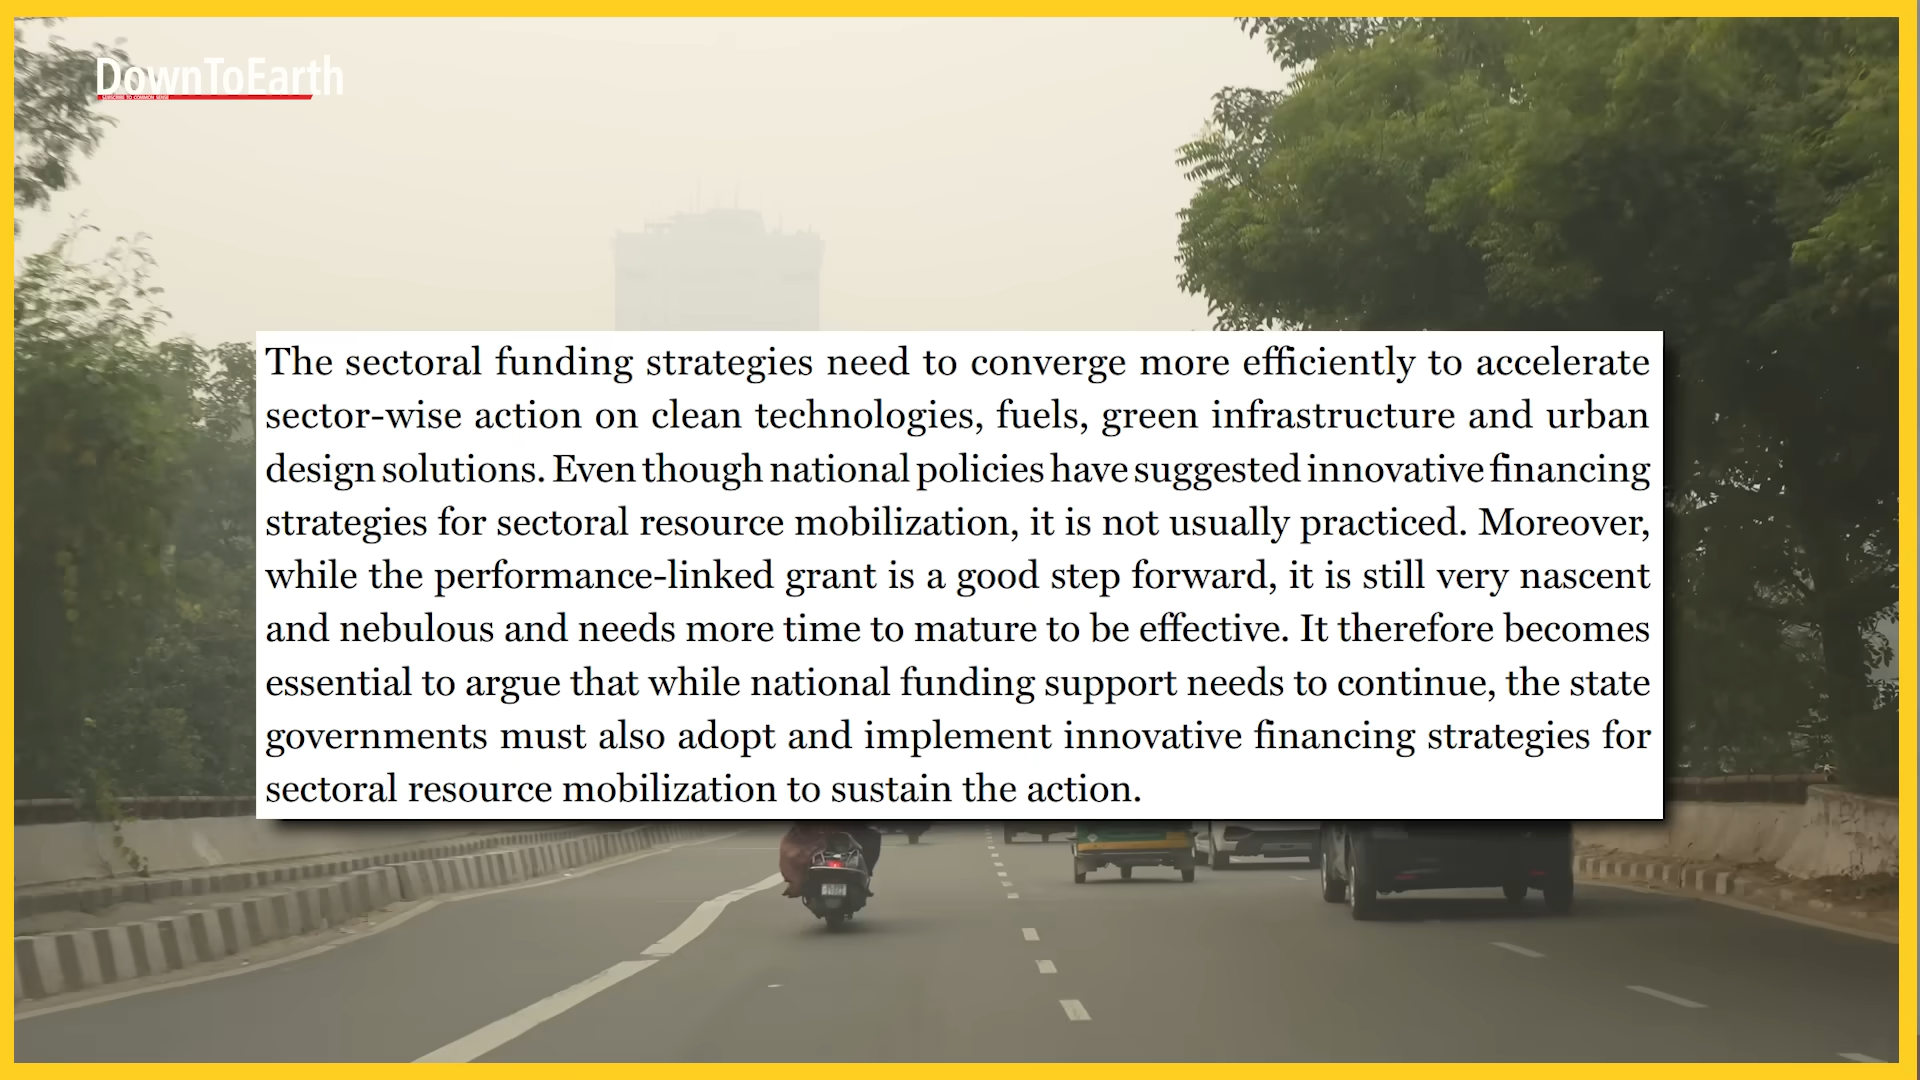 DownToEarth
SUBSCRIBE TO COMMON SENSE
The sectoral funding strategies need to converge more efficiently to accelerate
sector-wise action on clean technologies, fuels, green infrastructure and urban
design solutions. Even though national policies have suggested innovative financing
strategies for sectoral resource mobilization, it is not usually practiced. Moreover,
while the performance-linked grant is a good step forward, it is still very nascent
and nebulous and needs more time to mature to be effective. It therefore becomes
essential to argue that while national funding support needs to continue, the state
governments must also adopt and implement innovative financing strategies for
sectoral resource mobilization to sustain the action.